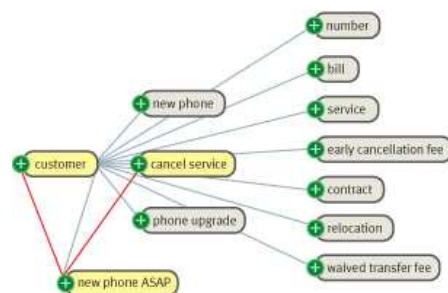 number
bill
new phone
service
early cancellation fee
customer
cancel service
contract
phone upgrade
relocation
waived transfer fee
new phone ASAP